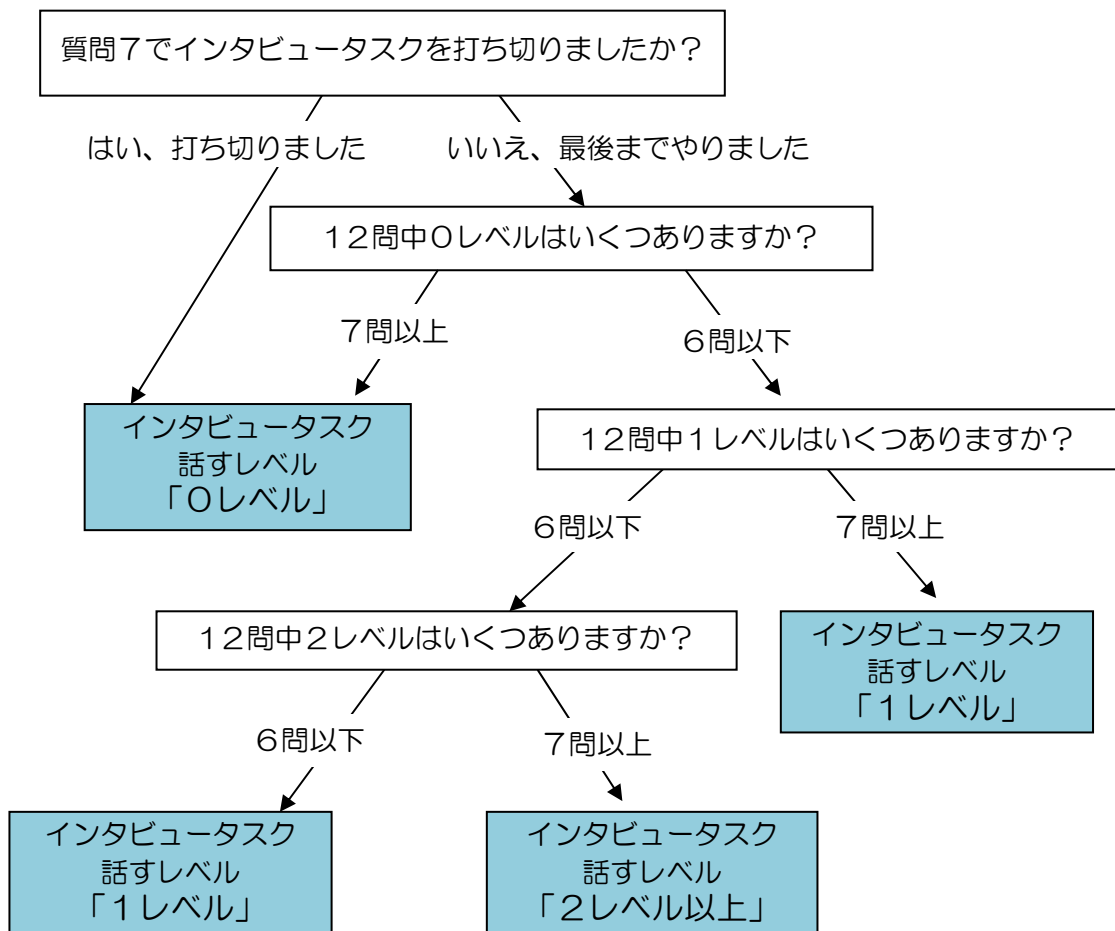 質問７でインタビュータスクを打ち切りましたか？
はい、打ち切りました
いいえ、最後までやりました
１２問中０レベルはいくつありますか？
７問以上
６問以下
インタビュータスク
話すレベル
「０レベル」
１２問中１レベルはいくつありますか？
６問以下
７問以上
１２問中２レベルはいくつありますか？
インタビュータスク
話すレベル
「１レベル」
６問以下
７問以上
インタビュータスク
話すレベル
「１レベル」
インタビュータスク
話すレベル
「２レベル以上」